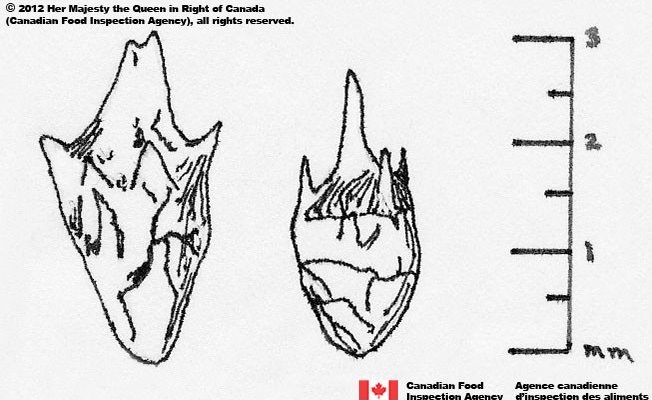 © 2012 Her Majesty the Queen in Right of Canada
(Canadian Food Inspection Agency), all rights reserved.
3
2
1
mm
Canadian Food
Inspection Agency
Agence canadienne
d'inspection des aliments